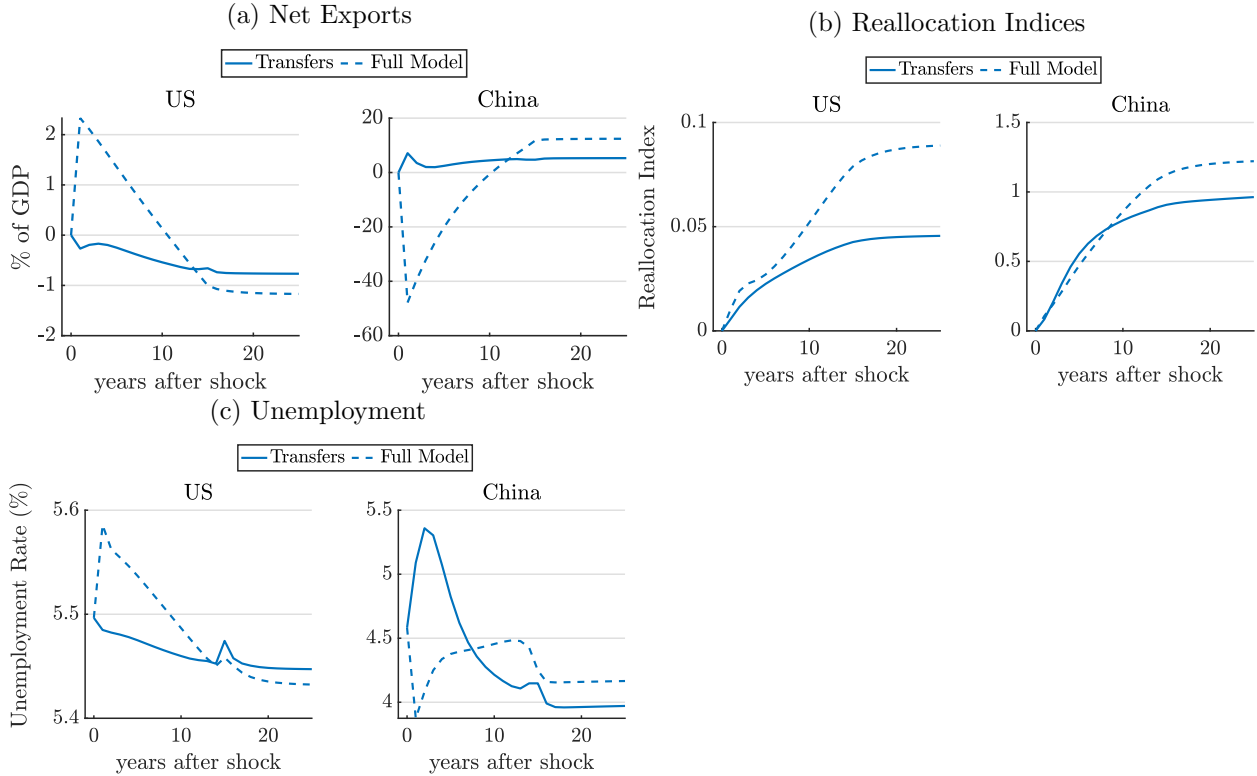 (a) Net Exports
Transfers Full Model
US
China
% of GDP
2
1
0
-1
-2
0 10 20
years after shock
20
0
-20
-40
-60
0 10 20
years after shock
(b) Reallocation Indices
Transfers Full Model
US
China
Reallocation Index
0.1
0.05
0
0 10 20
years after shock
1.5
1
0.5
0
0 10 20
years after shock
(c) Unemployment
Transfers Full Model
US
China
Unemployment Rate (%)
5.6
5.5
5.4
0 10 20
years after shock
5.5
5
4.5
4
0 10 20
years after shock